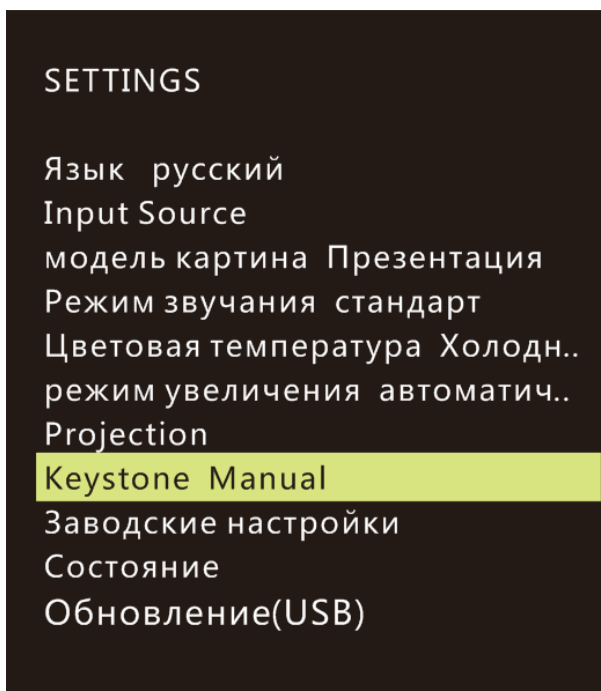 SETTINGS
Язык русский
Input Source
модель картина Презентация
Режим звучания стандарт
Цветовая температура Холодн..
режим увеличения автоматич..
Projection
Keystone Manual
Заводские настройки
Состояние
Обновление(USB)